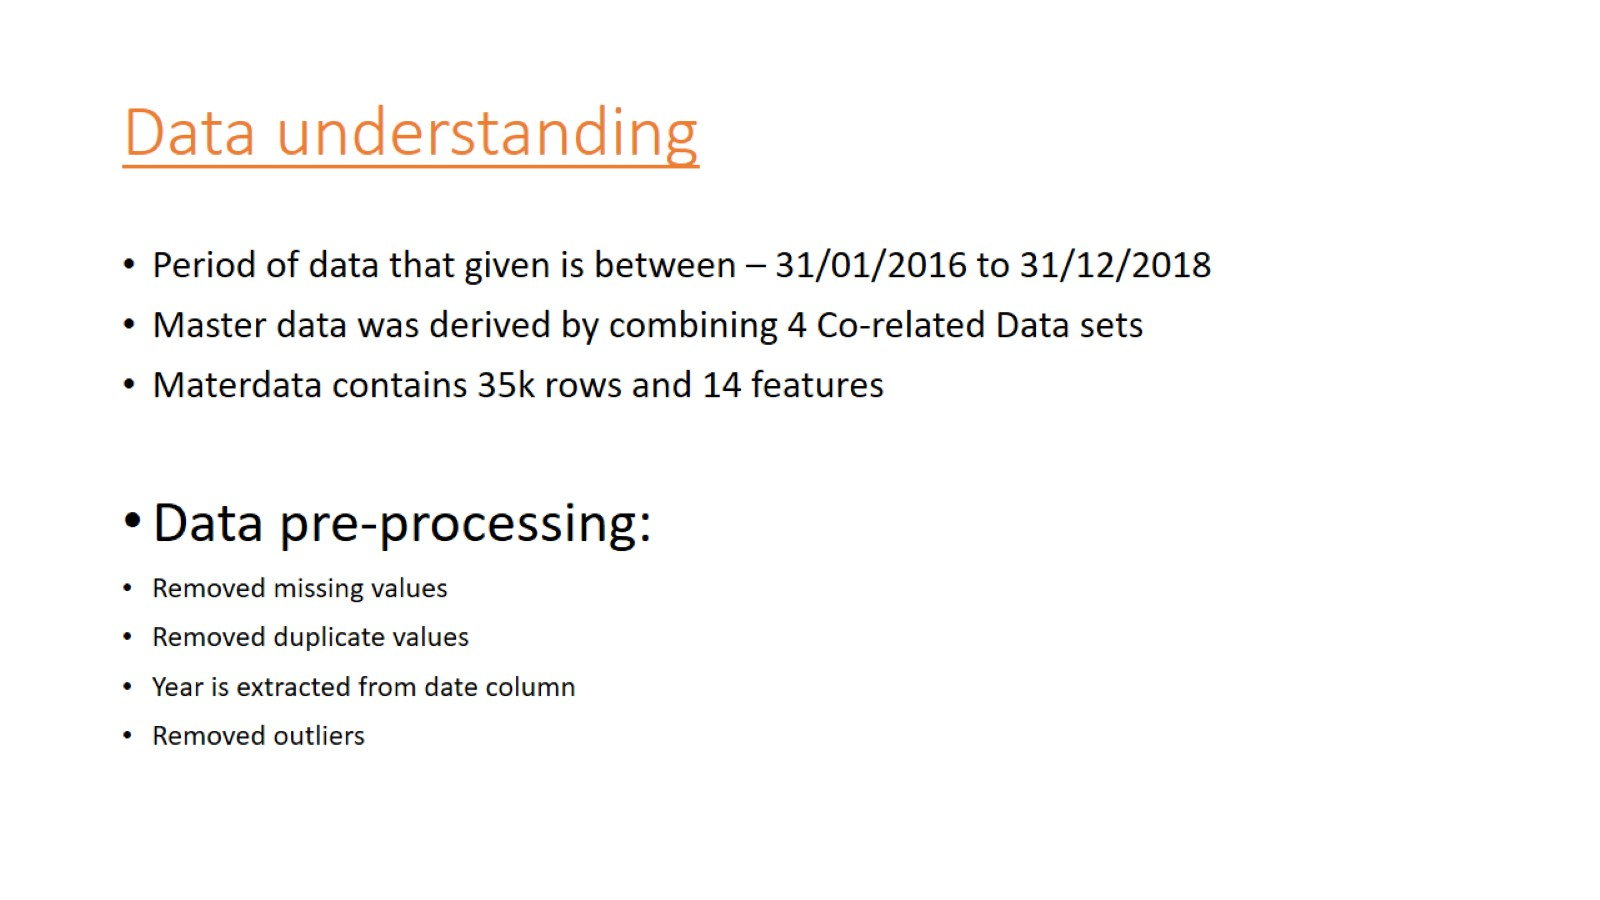 Data understanding
• Period of data that given is between – 31/01/2016 to 31/12/2018
• Master data was derived by combining 4 Co-related Data sets
• Materdata contains 35k rows and 14 features
• Data pre-processing:
• Removed missing values
• Removed duplicate values
• Year is extracted from date column
• Removed outliers